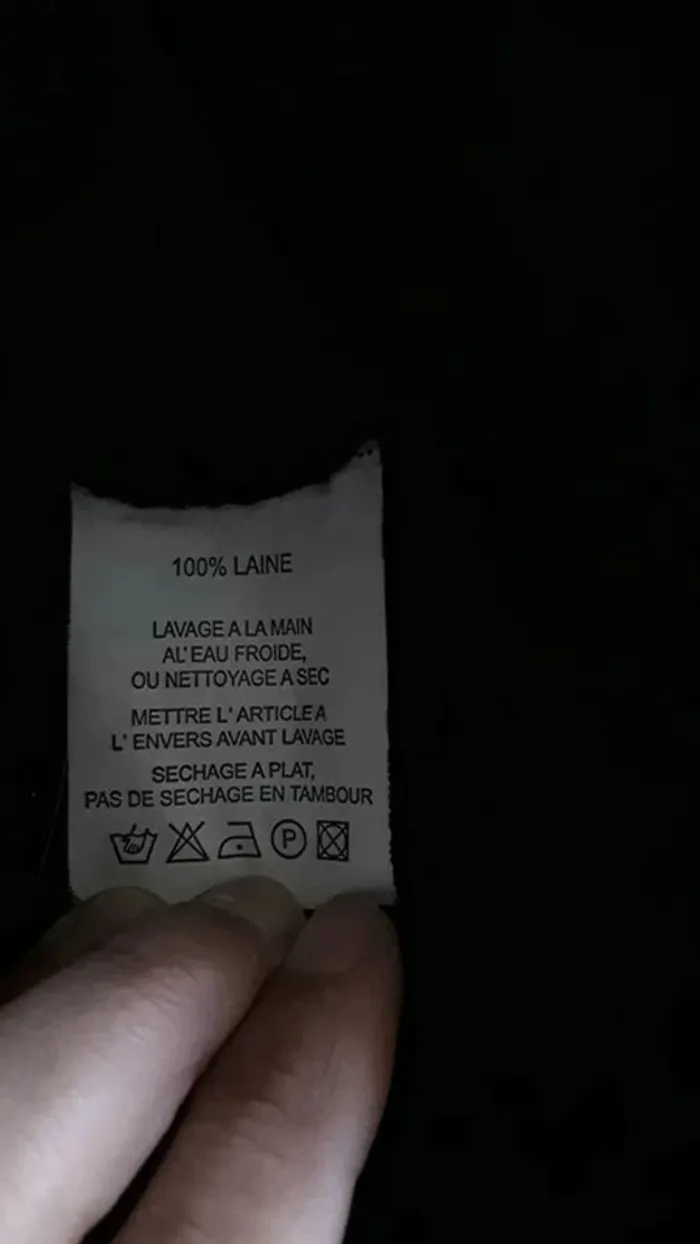 100% LAINE
LAVAGE A LA MAIN
A L'EAU FROIDE,
OU NETTOYAGE A SEC
METTRE L' ARTICLE A
L' ENVERS AVANT LAVAGE
SECHAGE A PLAT,
PAS DE SECHAGE EN TAMBOUR
P